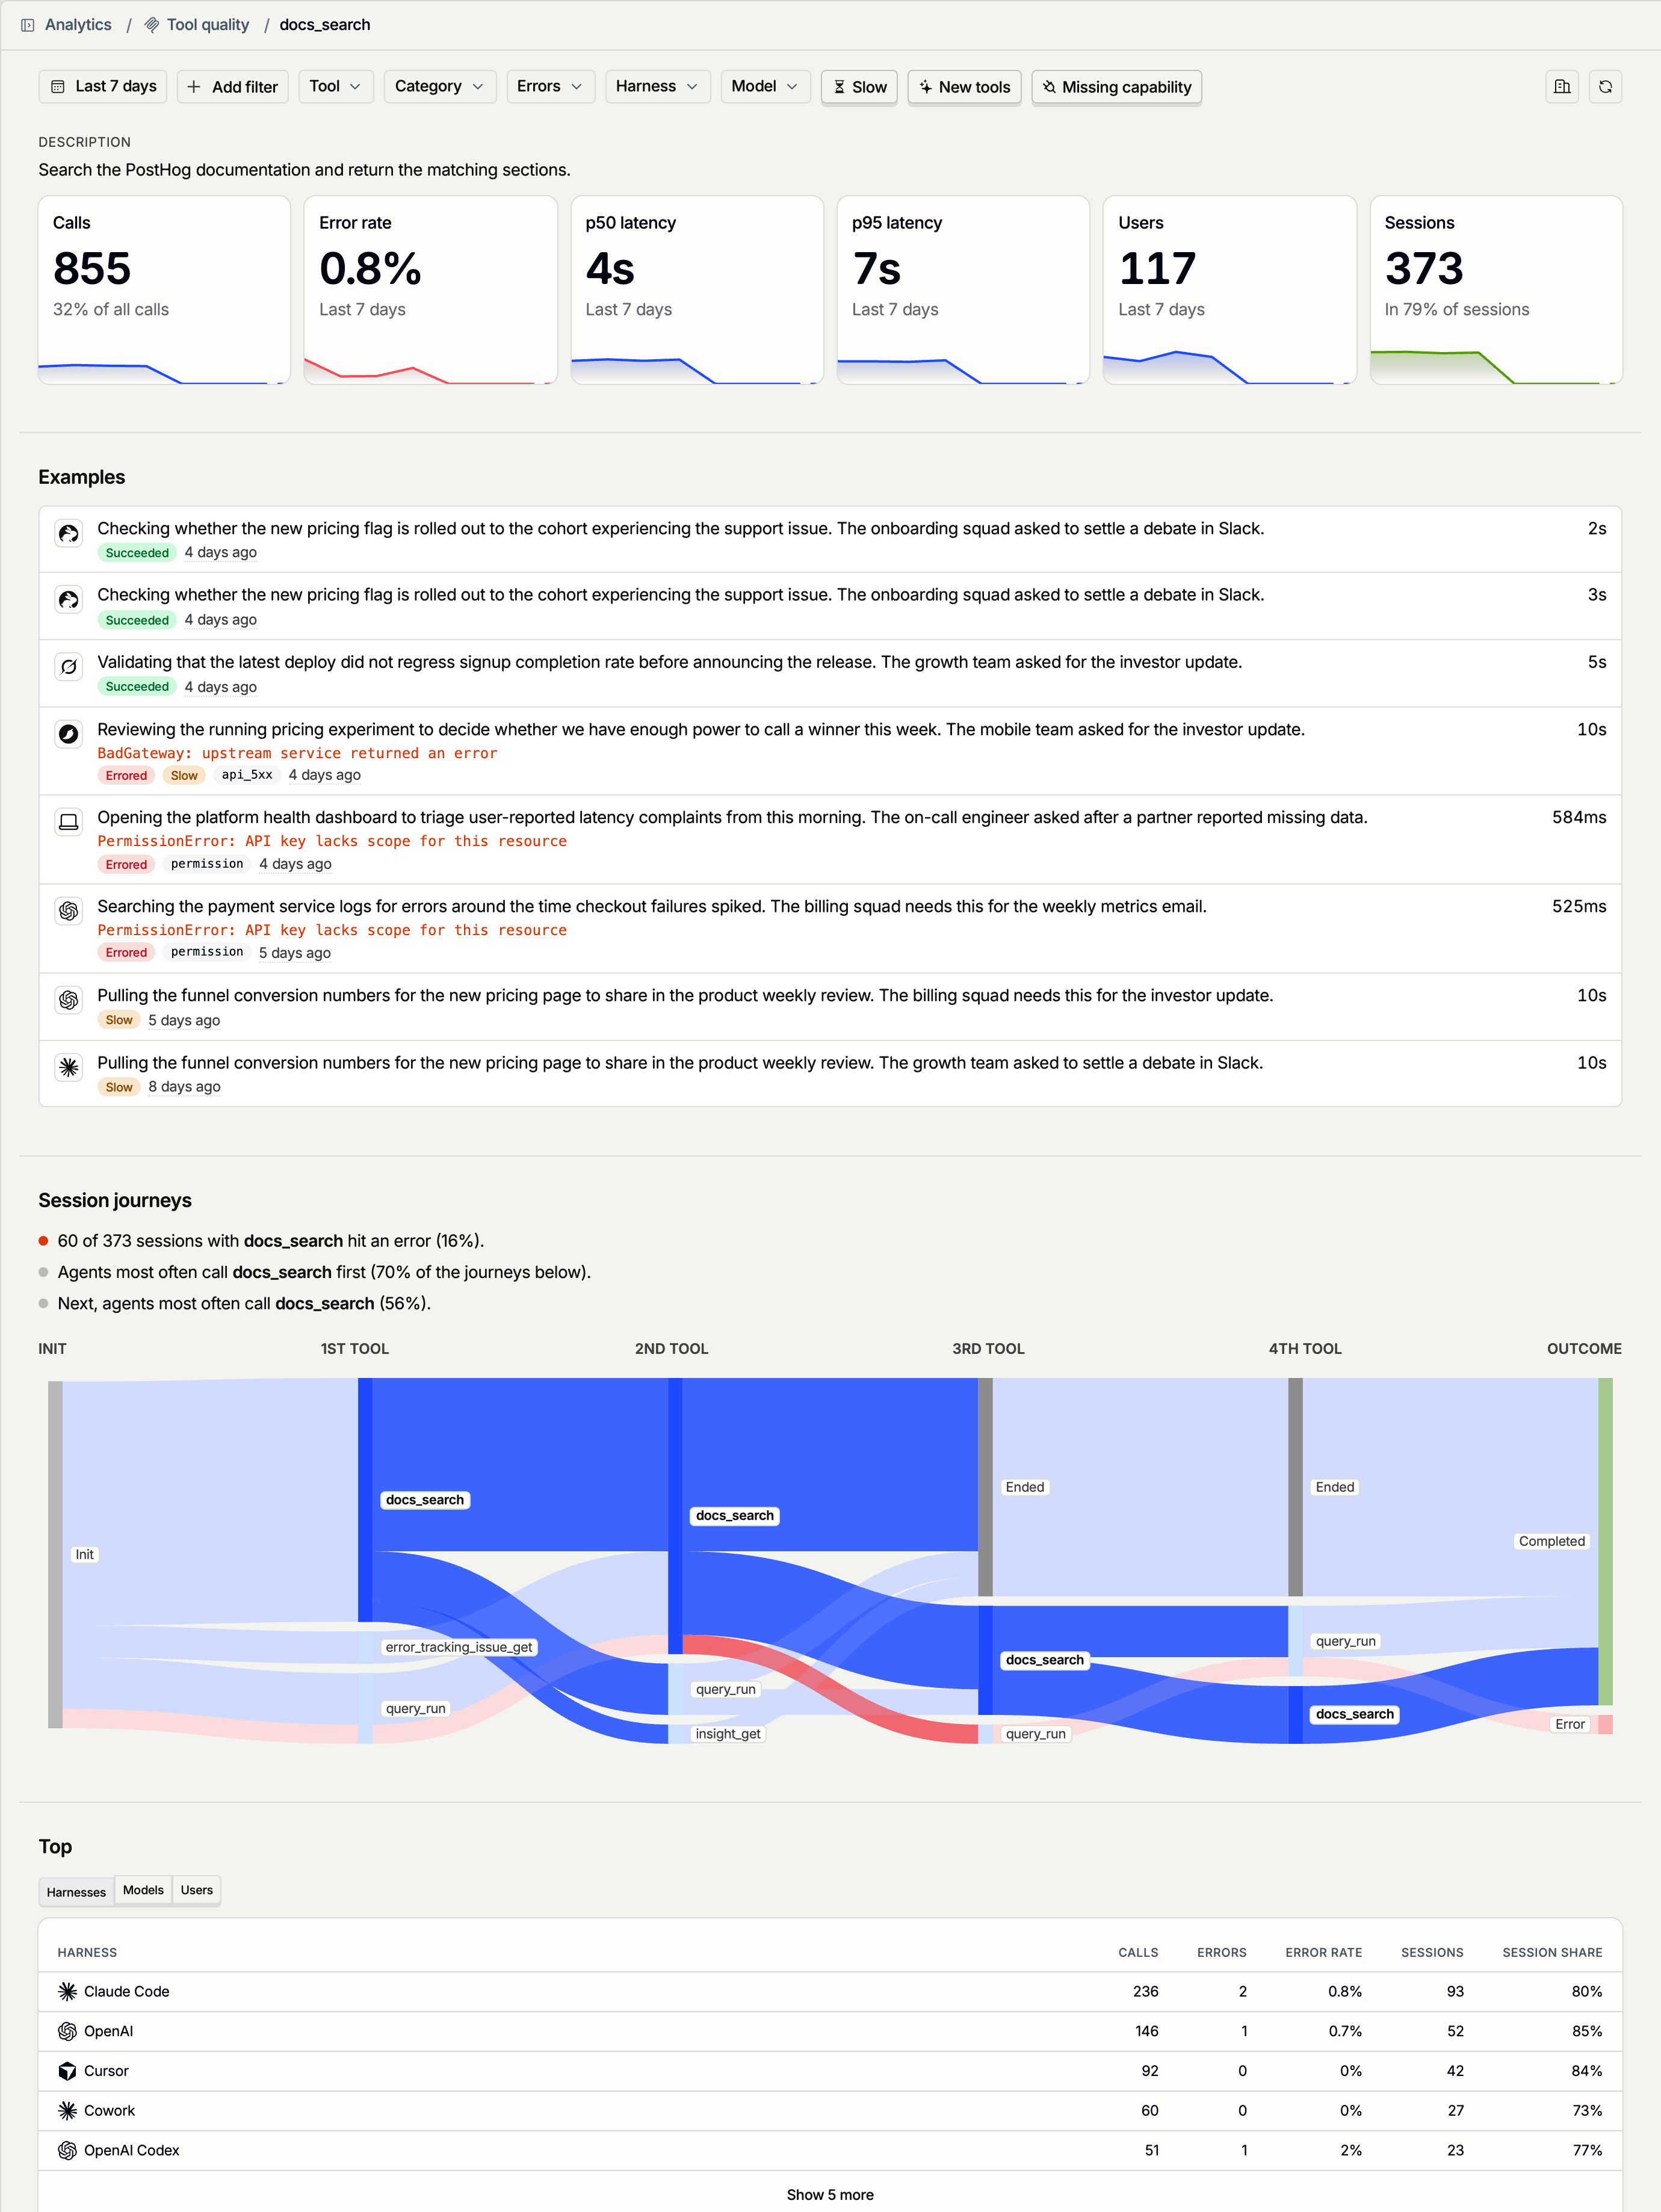 Analytics / Tool quality / docs_search
Last 7 days Add filter Tool Category Errors Harness Model Slow New tools Missing capability
DESCRIPTION
Search the PostHog documentation and return the matching sections.
Calls
855
32% of all calls
Error rate
0.8%
Last 7 days
p50 latency
4s
Last 7 days
p95 latency
7s
Last 7 days
Users
117
Last 7 days
Sessions
373
In 79% of sessions
Examples
Checking whether the new pricing flag is rolled out to the cohort experiencing the support issue. The onboarding squad asked to settle a debate in Slack. 2s
Succeeded 4 days ago
Checking whether the new pricing flag is rolled out to the cohort experiencing the support issue. The onboarding squad asked to settle a debate in Slack. 3s
Succeeded 4 days ago
Validating that the latest deploy did not regress signup completion rate before announcing the release. The growth team asked for the investor update. 5s
Succeeded 4 days ago
Reviewing the running pricing experiment to decide whether we have enough power to call a winner this week. The mobile team asked for the investor update. 10s
BadGateway: upstream service returned an error
Errored Slow api_5xx 4 days ago
Opening the platform health dashboard to triage user-reported latency complaints from this morning. The on-call engineer asked after a partner reported missing data. 584ms
PermissionError: API key lacks scope for this resource
Errored permission 4 days ago
Searching the payment service logs for errors around the time checkout failures spiked. The billing squad needs this for the weekly metrics email. 525ms
PermissionError: API key lacks scope for this resource
Errored permission 5 days ago
Pulling the funnel conversion numbers for the new pricing page to share in the product weekly review. The billing squad needs this for the investor update. 10s
Slow 5 days ago
Pulling the funnel conversion numbers for the new pricing page to share in the product weekly review. The growth team asked to settle a debate in Slack. 10s
Slow 8 days ago
Session journeys
60 of 373 sessions with docs_search hit an error (16%).
Agents most often call docs_search first (70% of the journeys below).
Next, agents most often call docs_search (56%).
INIT 1ST TOOL 2ND TOOL 3RD TOOL 4TH TOOL OUTCOME
Init
docs_search
error_tracking_issue_get
query_run
docs_search
query_run
insight_get
Ended
docs_search
query_run
Ended
query_run
docs_search
Completed
Error
Top
Harnesses Models Users
HARNESS CALLS ERRORS ERROR RATE SESSIONS SESSION SHARE
Claude Code 236 2 0.8% 93 80%
OpenAI 146 1 0.7% 52 85%
Cursor 92 0 0% 42 84%
Cowork 60 0 0% 27 73%
OpenAI Codex 51 1 2% 23 77%
Show 5 more